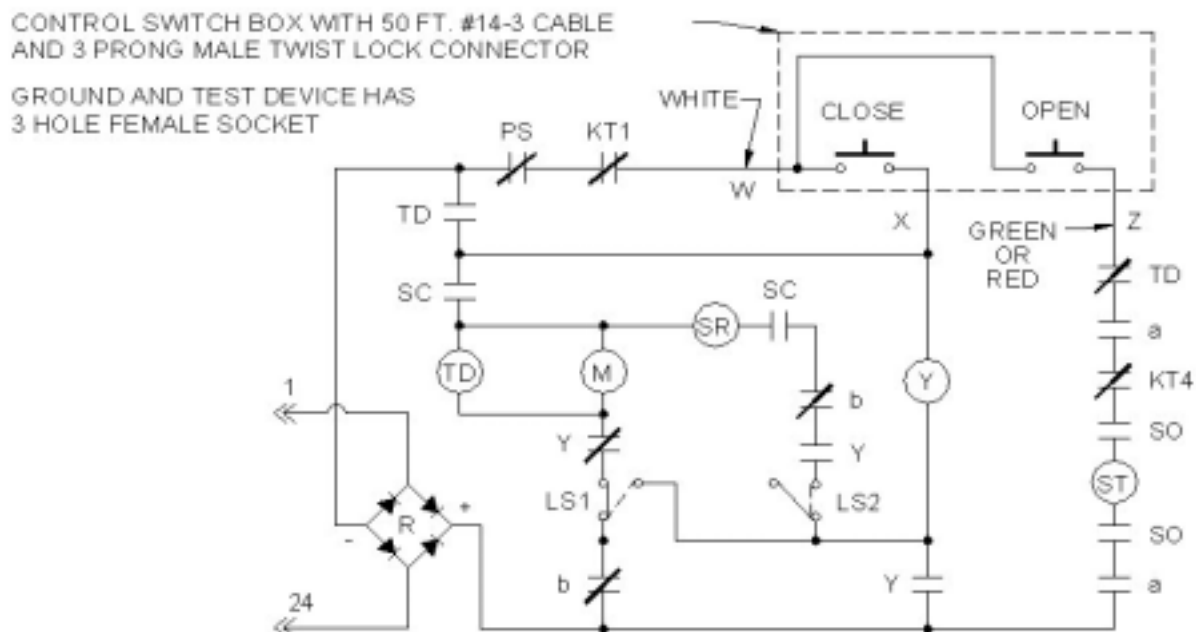 CONTROL SWITCH BOX WITH 50 FT. #14-3 CABLE
AND 3 PRONG MALE TWIST LOCK CONNECTOR
GROUND AND TEST DEVICE HAS
3 HOLE FEMALE SOCKET
WHITE
CLOSE
OPEN
PS
KT1
W
TD
X
GREEN
OR
RED
Z
SC
SC
TD
SR
a
TD
M
Y
KT4
1
b
Y
Y
SO
LS1
LS2
ST
R
+
-
SO
b
Y
a
24